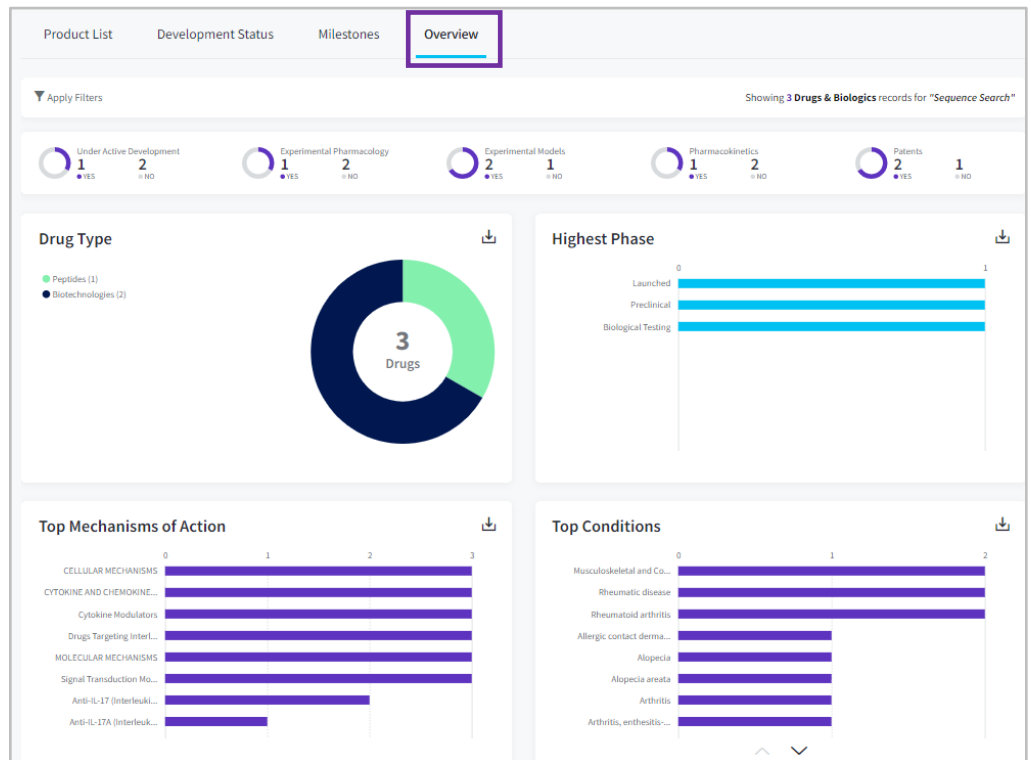 Product List Development Status Milestones Overview
Apply Filters
Showing 3 Drugs & Biologics records for "Sequence Search"
Under Active Development
1 2
YES NO
Experimental Pharmacology
1 2
YES NO
Experimental Models
2 1
YES NO
Pharmacokinetics
1 2
YES NO
Patents
2 1
YES NO
Drug Type
Peptides (1)
Biotechnologies (2)
3
Drugs
Highest Phase
0 1
Launched
Preclinical
Biological Testing
Top Mechanisms of Action
0 1 2 3
CELLULAR MECHANISMS
CYTOKINE AND CHEMOKINE...
Cytokine Modulators
Drugs Targeting Interl...
MOLECULAR MECHANISMS
Signal Transduction Mo...
Anti-IL-17 (Interleuki...
Anti-IL-17A (Interleuk...
Top Conditions
0 1 2
Musculoskeletal and Co...
Rheumatic disease
Rheumatoid arthritis
Allergic contact derma...
Alopecia
Alopecia areata
Arthritis
Arthritis, enthesitis-...